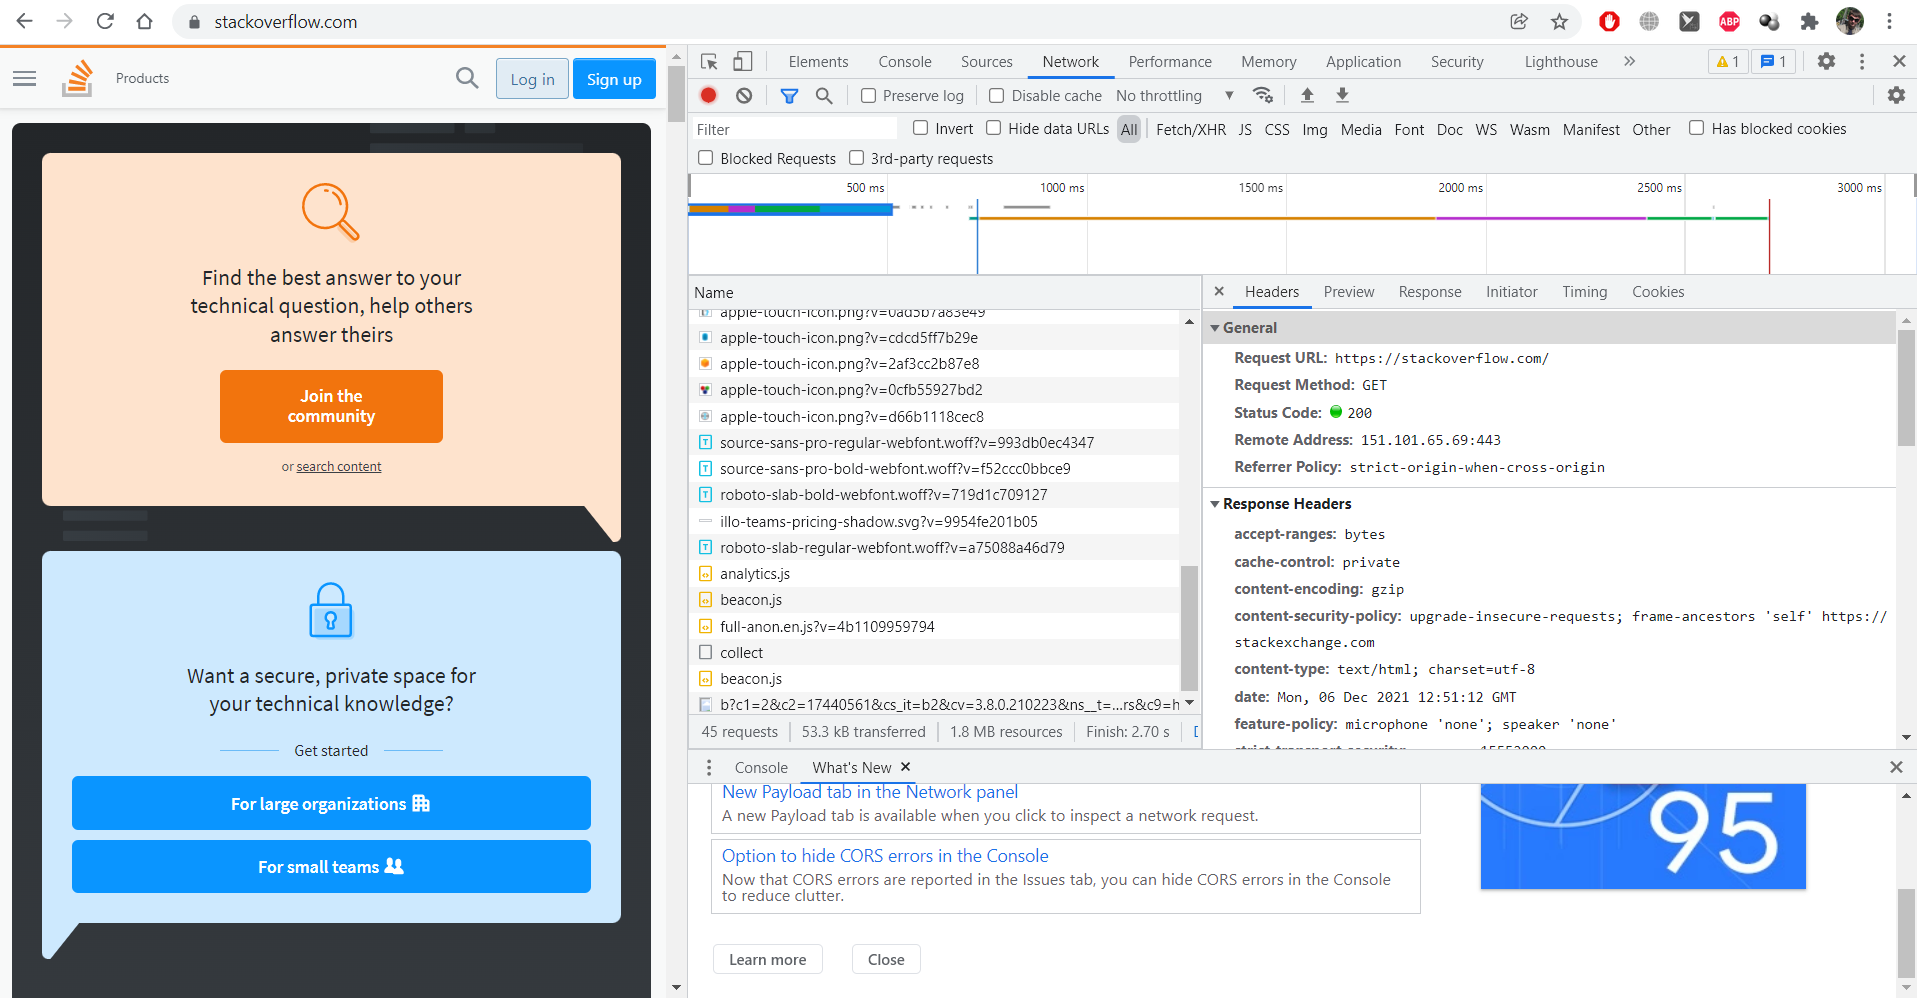 stackoverflow.com
ABP
Products
Log in
Sign up
Find the best answer to your
technical question, help others
answer theirs
Join the
community
or search content
Want a secure, private space for
your technical knowledge?
Get started
For large organizations
For small teams
Elements Console Sources Network Performance Memory Application Security Lighthouse » 1 1
Preserve log Disable cache No throttling
Filter Invert Hide data URLs All Fetch/XHR JS CSS Img Media Font Doc WS Wasm Manifest Other Has blocked cookies
Blocked Requests 3rd-party requests
500 ms 1000 ms 1500 ms 2000 ms 2500 ms 3000 ms
Name
apple-touch-icon.png?v=0ad5b7a83e49
apple-touch-icon.png?v=cdcd5ff7b29e
apple-touch-icon.png?v=2af3cc2b87e8
apple-touch-icon.png?v=0cfb55927bd2
apple-touch-icon.png?v=d66b1118cec8
source-sans-pro-regular-webfont.woff?v=993db0ec4347
source-sans-pro-bold-webfont.woff?v=f52ccc0bbce9
roboto-slab-bold-webfont.woff?v=719d1c709127
illo-teams-pricing-shadow.svg?v=9954fe201b05
roboto-slab-regular-webfont.woff?v=a75088a46d79
analytics.js
beacon.js
full-anon.en.js?v=4b1109959794
collect
beacon.js
b?c1=2&c2=17440561&cs_it=b2&cv=3.8.0.210223&ns__t=...rs&c9=h
45 requests 53.3 kB transferred 1.8 MB resources Finish: 2.70 s
Headers Preview Response Initiator Timing Cookies
General
Request URL: https://stackoverflow.com/
Request Method: GET
Status Code: 200
Remote Address: 151.101.65.69:443
Referrer Policy: strict-origin-when-cross-origin
Response Headers
accept-ranges: bytes
cache-control: private
content-encoding: gzip
content-security-policy: upgrade-insecure-requests; frame-ancestors 'self' https://
stackexchange.com
content-type: text/html; charset=utf-8
date: Mon, 06 Dec 2021 12:51:12 GMT
feature-policy: microphone 'none'; speaker 'none'
Console What's New
New Payload tab in the Network panel
A new Payload tab is available when you click to inspect a network request.
Option to hide CORS errors in the Console
Now that CORS errors are reported in the Issues tab, you can hide CORS errors in the Console
to reduce clutter.
95
Learn more Close